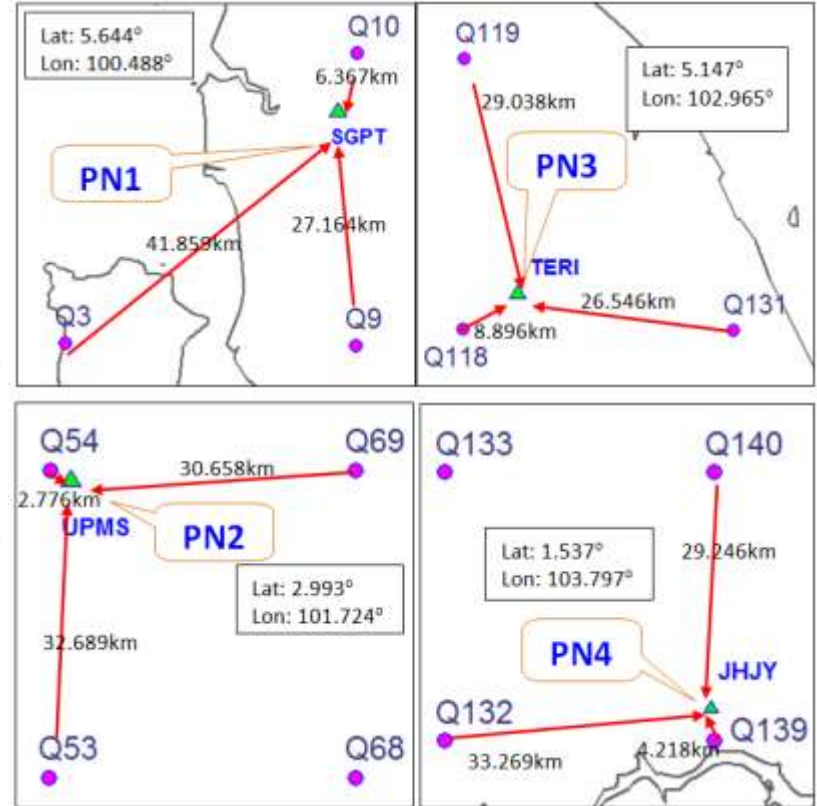 Lat: 5.644°
Lon: 100.488°
Q10
6.367km
SGPT
PN1
27.164km
41.859km
Q3
Q9
Q119
Lat: 5.147°
Lon: 102.965°
29.038km
PN3
TERI
26.546km
Q131
8.896km
Q118
Q54
Q69
30.658km
2.776km
UPMS
PN2
Lat: 2.993°
Lon: 101.724°
32.689km
Q53
Q68
Q133
Q140
Lat: 1.537°
Lon: 103.797°
29.246km
PN4
JHJY
Q132
Q139
4.218km
33.269km